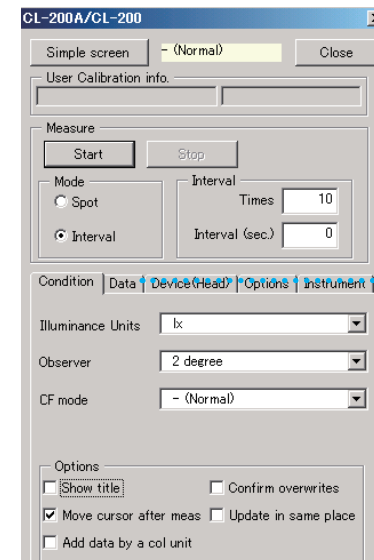 CL-200A/CL-200
Simple screen - (Normal) Close
User Calibration info.
Measure
Start Stop
Mode Interval
Spot Times 10
Interval Interval (sec.) 0
Condition Data Device(Head) Options Instrument
Illuminance Units lx
Observer 2 degree
CF mode - (Normal)
Options
Show title Confirm overwrites
Move cursor after meas Update in same place
Add data by a col unit